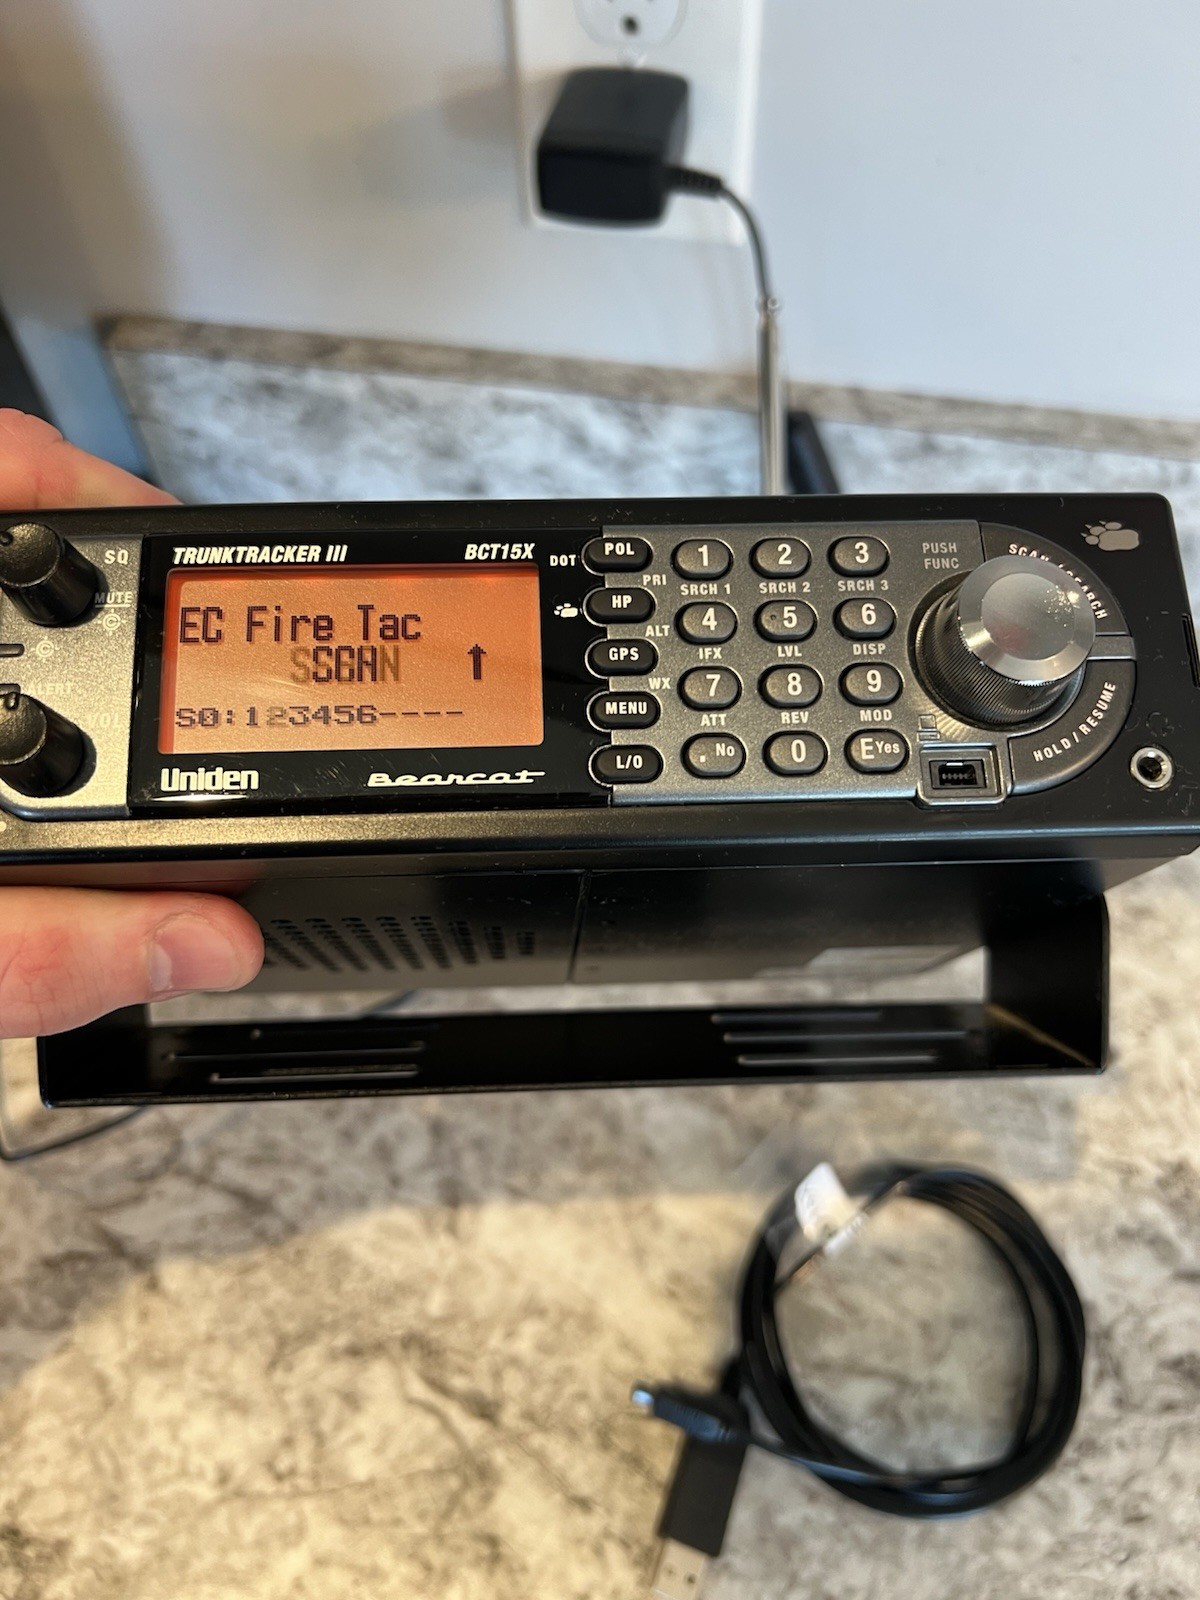 SQ
MUTE
VOL
TRUNKTRACKER III
BCT15X
EC Fire Tac
S0:123456----
Uniden
Bearcat
DOT POL
PRI
HP
ALT
GPS
WX
MENU
L/O
1 2 3
SRCH 1 SRCH 2 SRCH 3
4 5 6
IFX LVL DISP
7 8 9
ATT REV MOD
. No 0 E Yes
PUSH
FUNC
SCAN/SEARCH
HOLD/RESUME